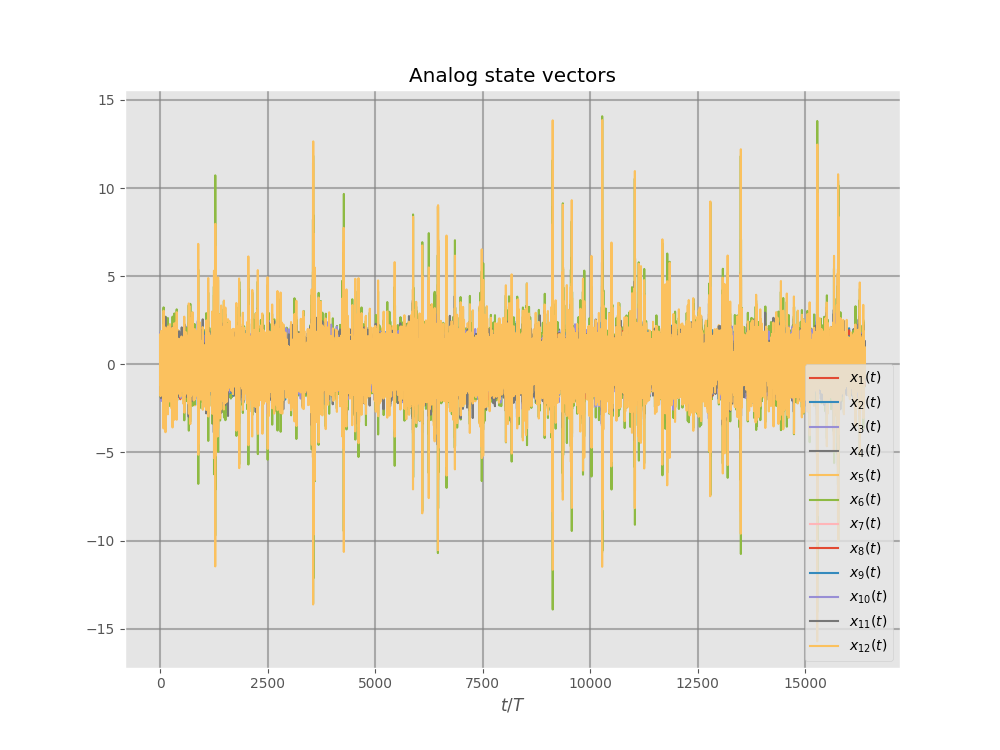 Analog state vectors
15
10
5
0
−5
−10
−15
x₁(t)
x₂(t)
x₃(t)
x₄(t)
x₅(t)
x₆(t)
x₇(t)
x₈(t)
x₉(t)
x₁₀(t)
x₁₁(t)
x₁₂(t)
0 2500 5000 7500 10000 12500 15000
t/T